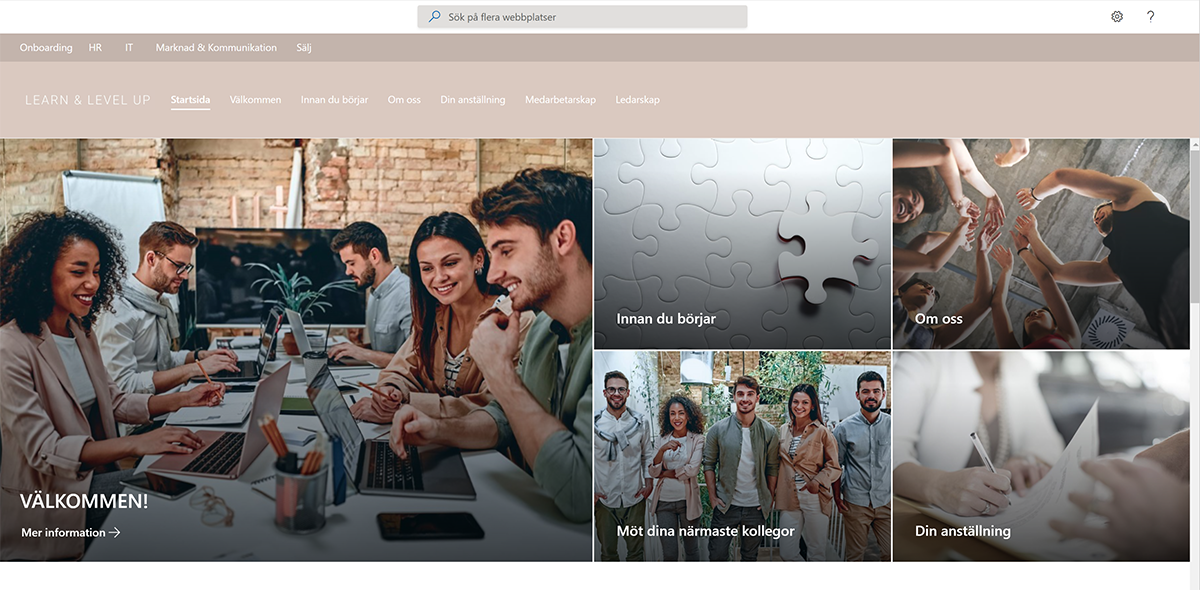 Sök på flera webbplatser
Onboarding HR IT Marknad & Kommunikation Sälj
LEARN & LEVEL UP Startsida Välkommen Innan du börjar Om oss Din anställning Medarbetarskap Ledarskap
Innan du börjar
Om oss
VÄLKOMMEN!
Mer information
Möt dina närmaste kollegor
Din anställning